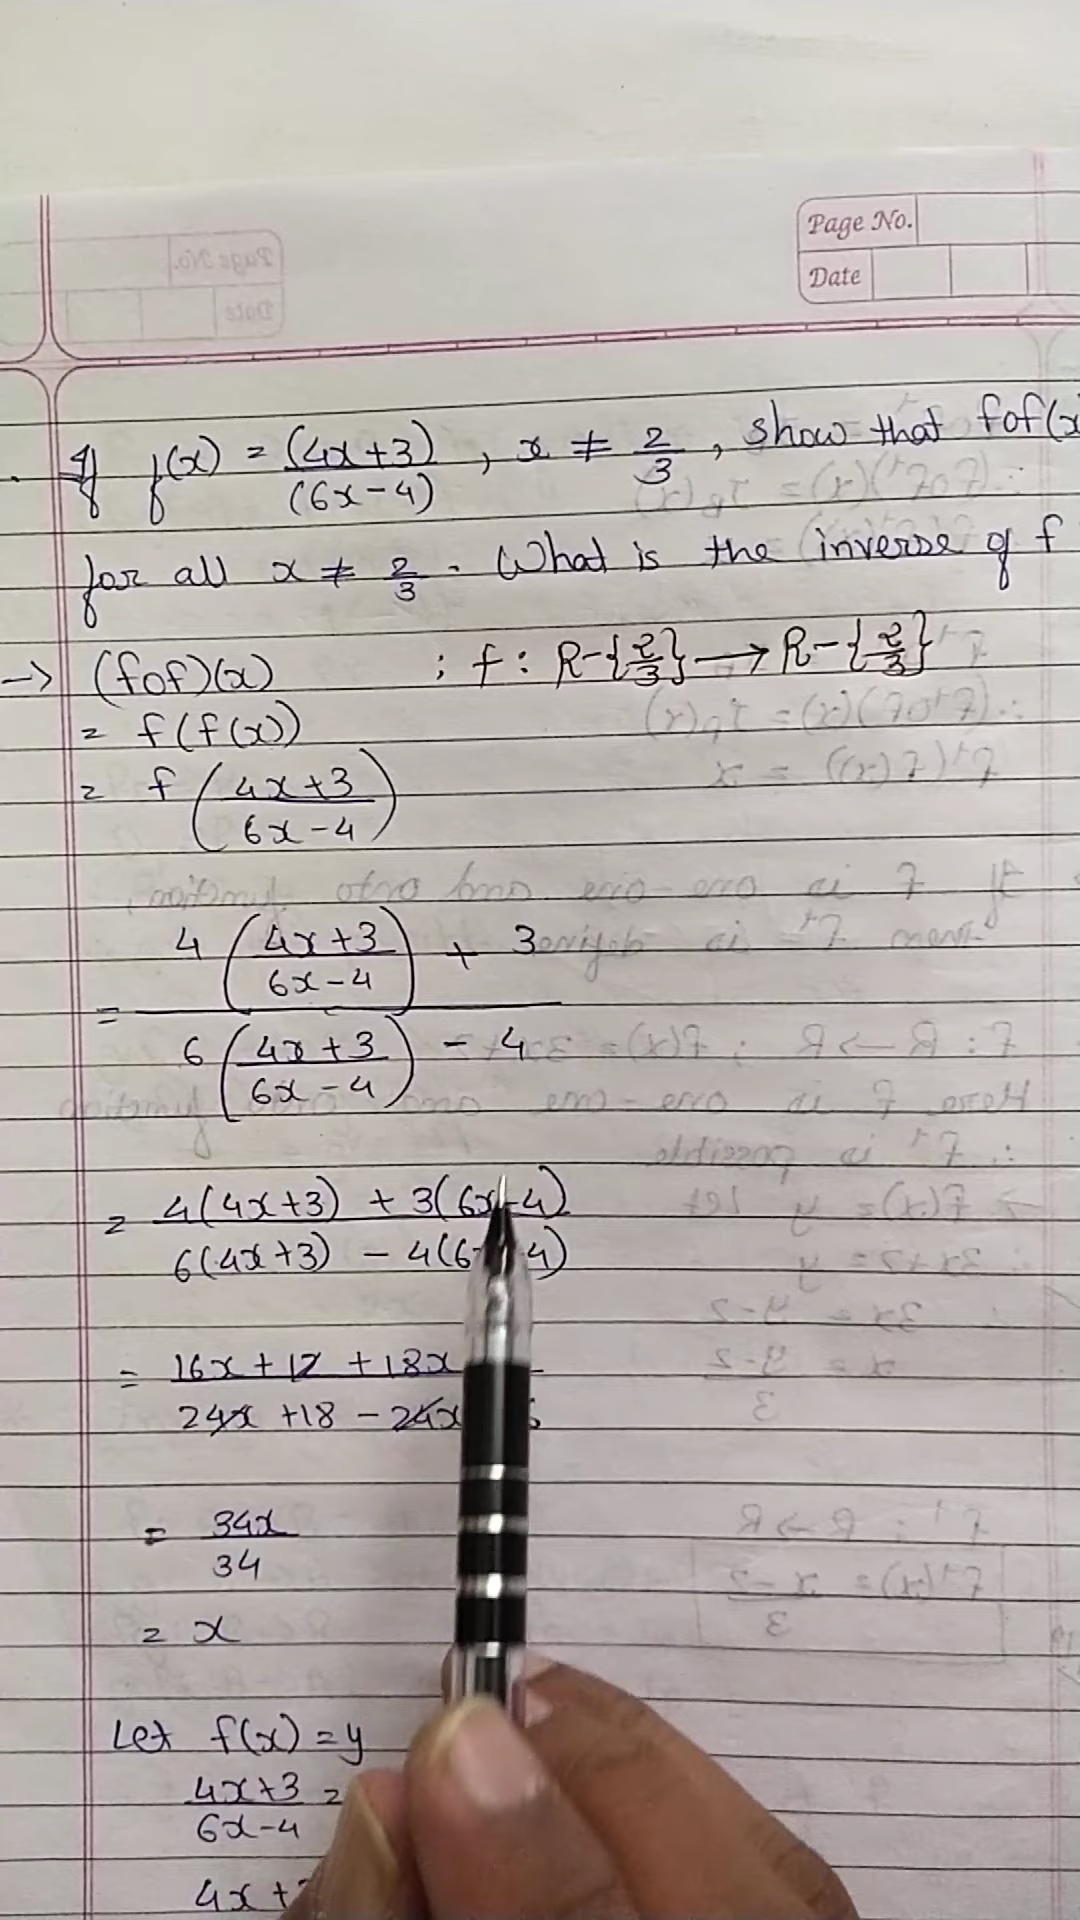 Page No.
Date
If f(x) = (4x+3)/(6x-4), x ≠ 2/3, show that fof(x
for all x ≠ 2/3. What is the inverse of f
→ (fof)(x) ; f: R-{2/3} → R-{2/3}
= f(f(x))
= f((4x+3)/(6x-4))
= (4((4x+3)/(6x-4)) + 3)/(6((4x+3)/(6x-4)) - 4)
= (4(4x+3) + 3(6x-4))/(6(4x+3) - 4(6 4))
= (16x+12 +18x)/(24x +18 - 24x 6)
= 34x/34
= x
Let f(x) = y
(4x+3)/(6x-4) =
4x+